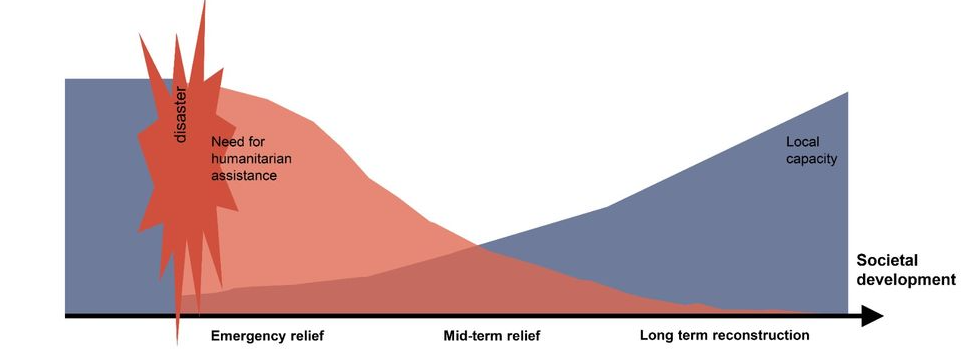 disaster
Need for
humanitarian
assistance
Local
capacity
Societal
development
Emergency relief
Mid-term relief
Long term reconstruction